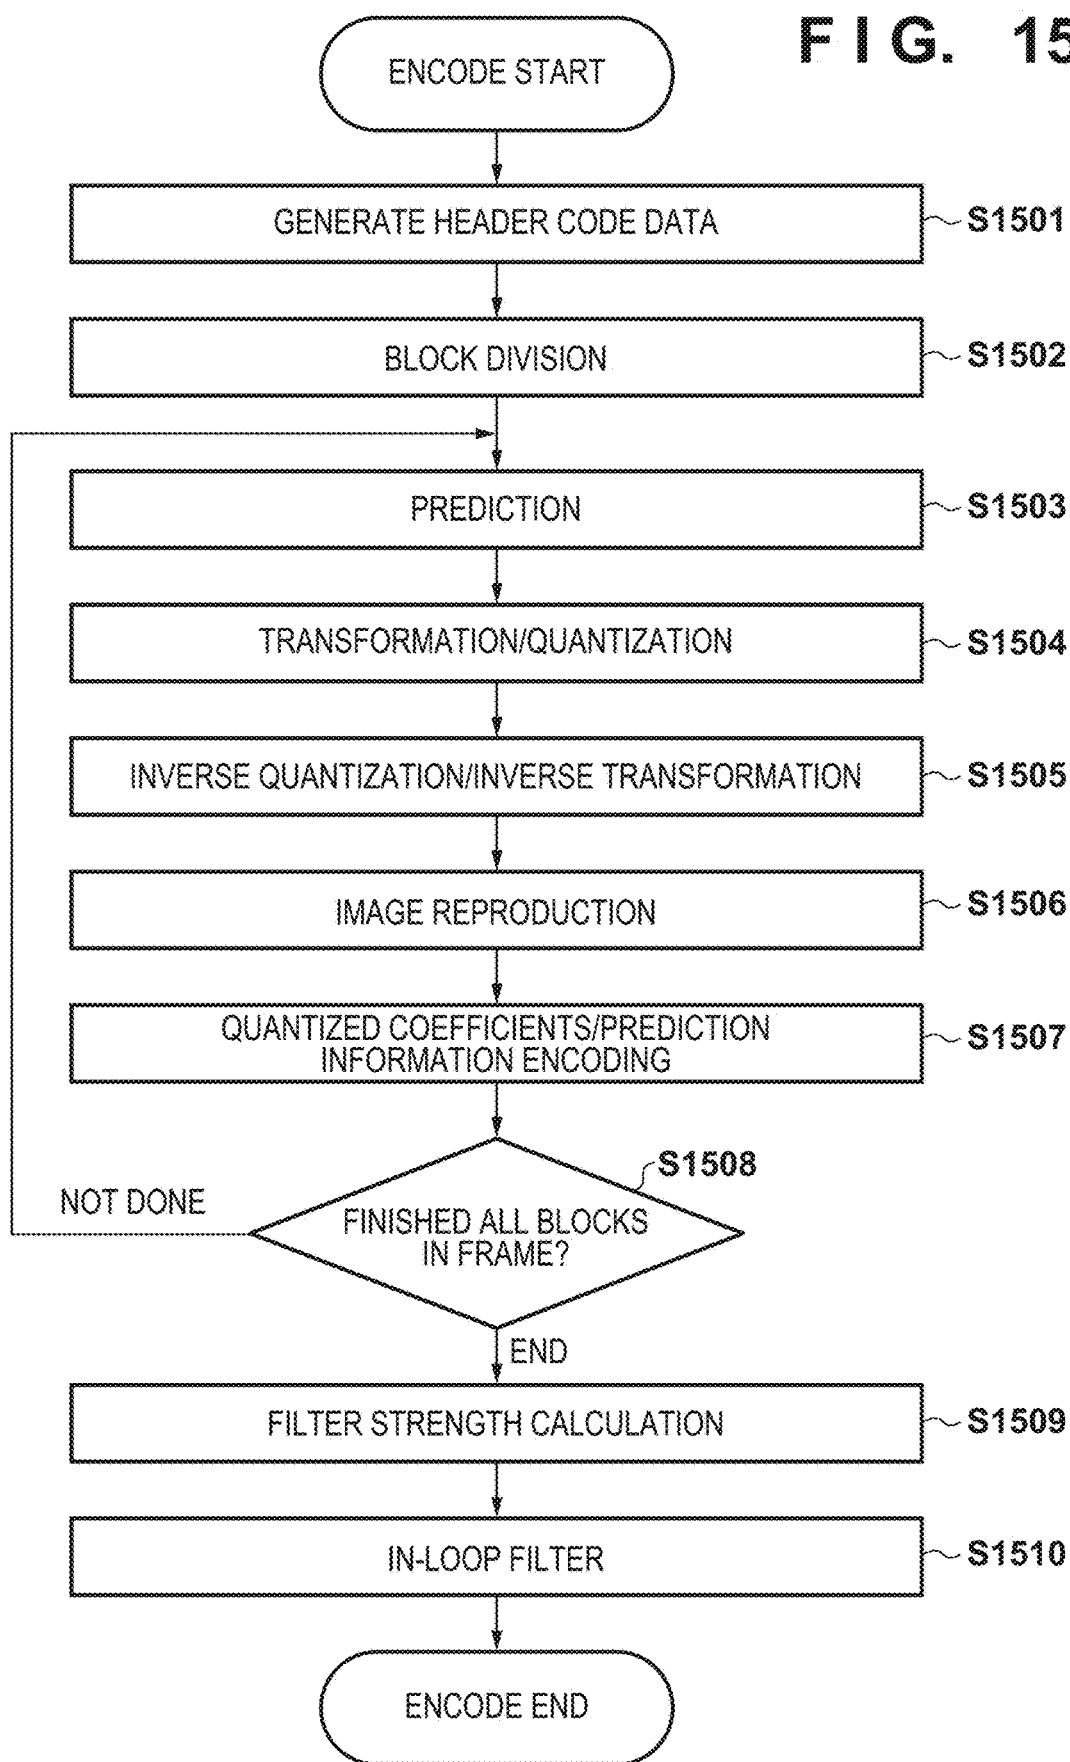 FIG. 15
ENCODE START
GENERATE HEADER CODE DATA
S1501
BLOCK DIVISION
S1502
PREDICTION
S1503
TRANSFORMATION/QUANTIZATION
S1504
INVERSE QUANTIZATION/INVERSE TRANSFORMATION
S1505
IMAGE REPRODUCTION
S1506
QUANTIZED COEFFICIENTS/PREDICTION
INFORMATION ENCODING
S1507
S1508
NOT DONE
FINISHED ALL BLOCKS
IN FRAME?
END
FILTER STRENGTH CALCULATION
S1509
IN-LOOP FILTER
S1510
ENCODE END